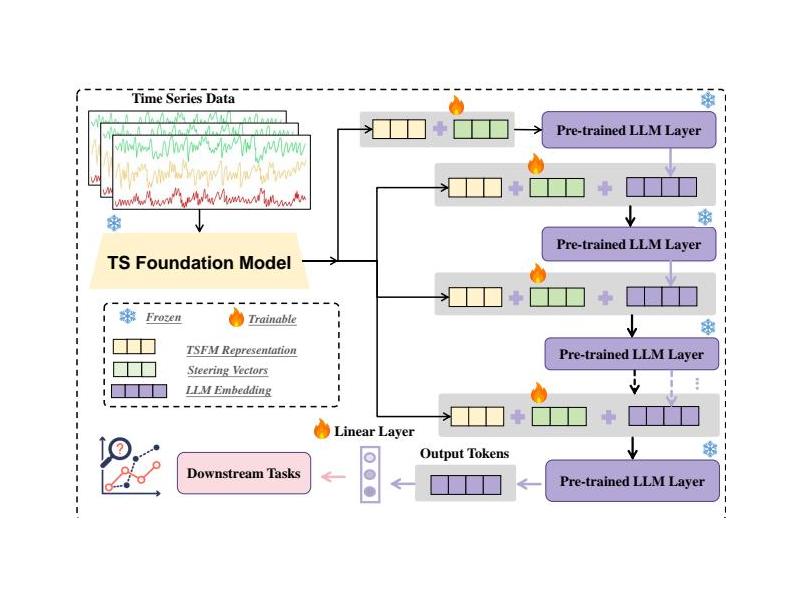 Time Series Data
Pre-trained LLM Layer
Pre-trained LLM Layer
TS Foundation Model
Frozen
Trainable
TSFM Representation
Steering Vectors
LLM Embedding
Pre-trained LLM Layer
Linear Layer
Output Tokens
Downstream Tasks
Pre-trained LLM Layer